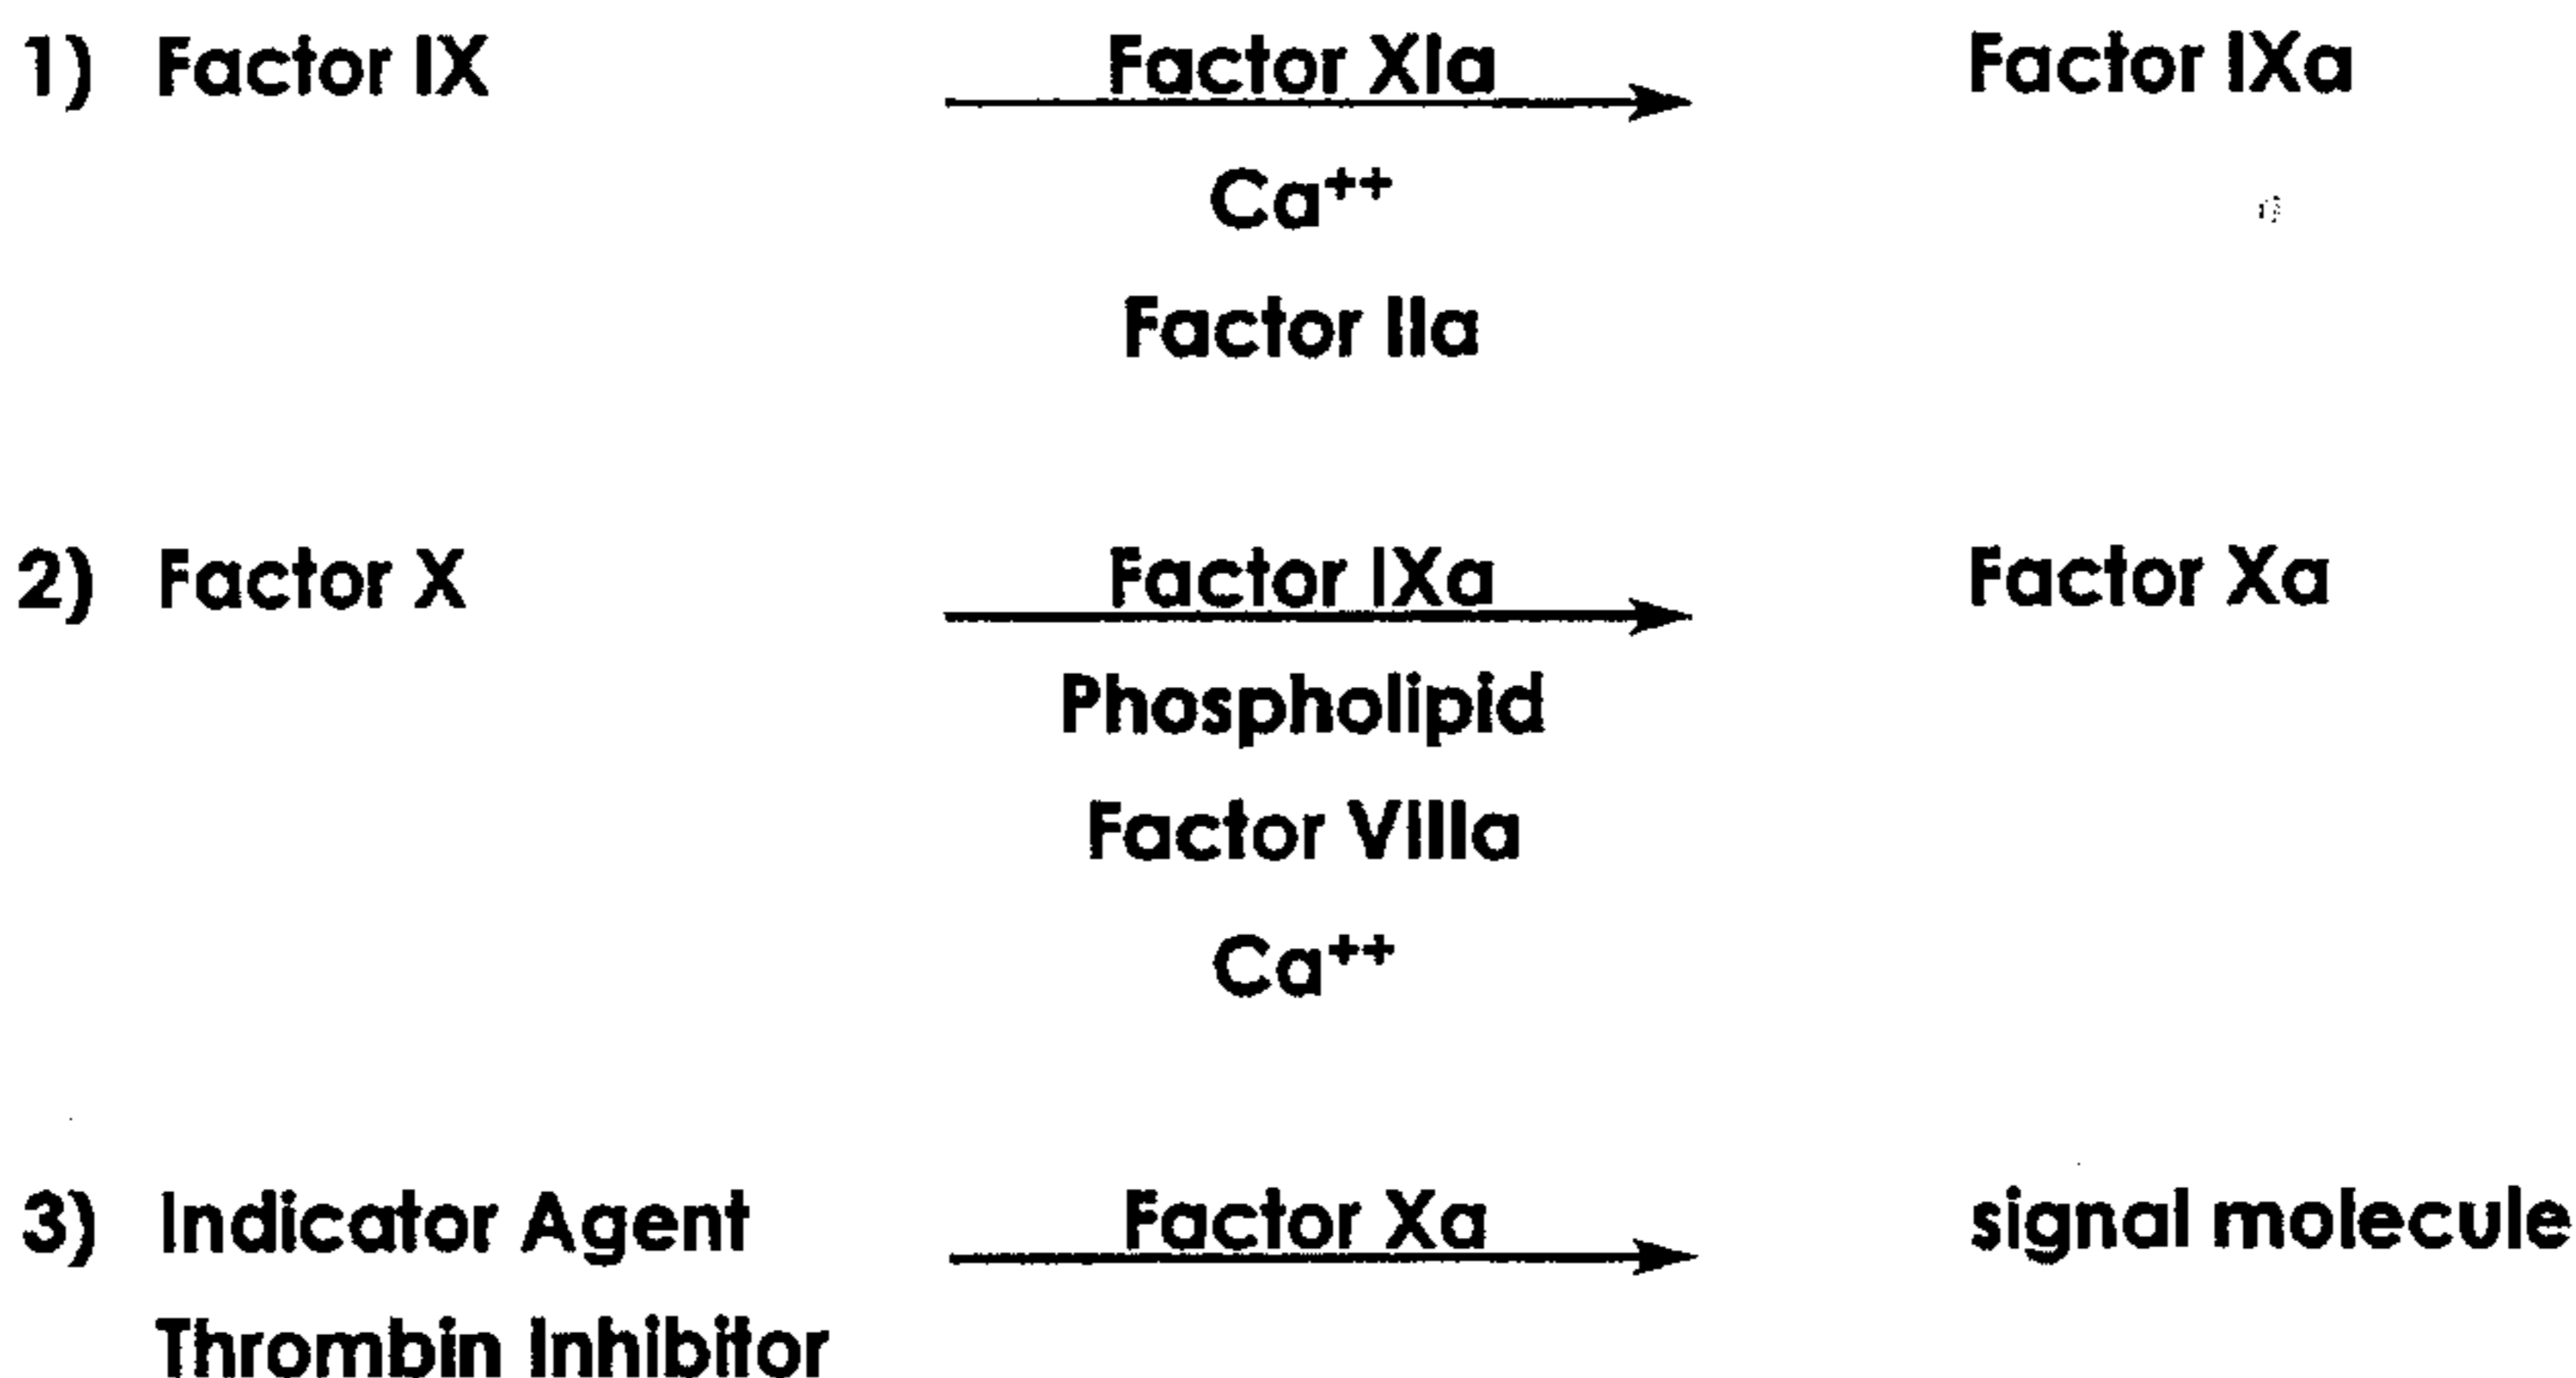 1) Factor IX Factor XIa Factor IXa
Ca++
Factor IIa
2) Factor X Factor IXa Factor Xa
Phospholipid
Factor VIIIa
Ca++
3) Indicator Agent Factor Xa signal molecule
Thrombin Inhibitor